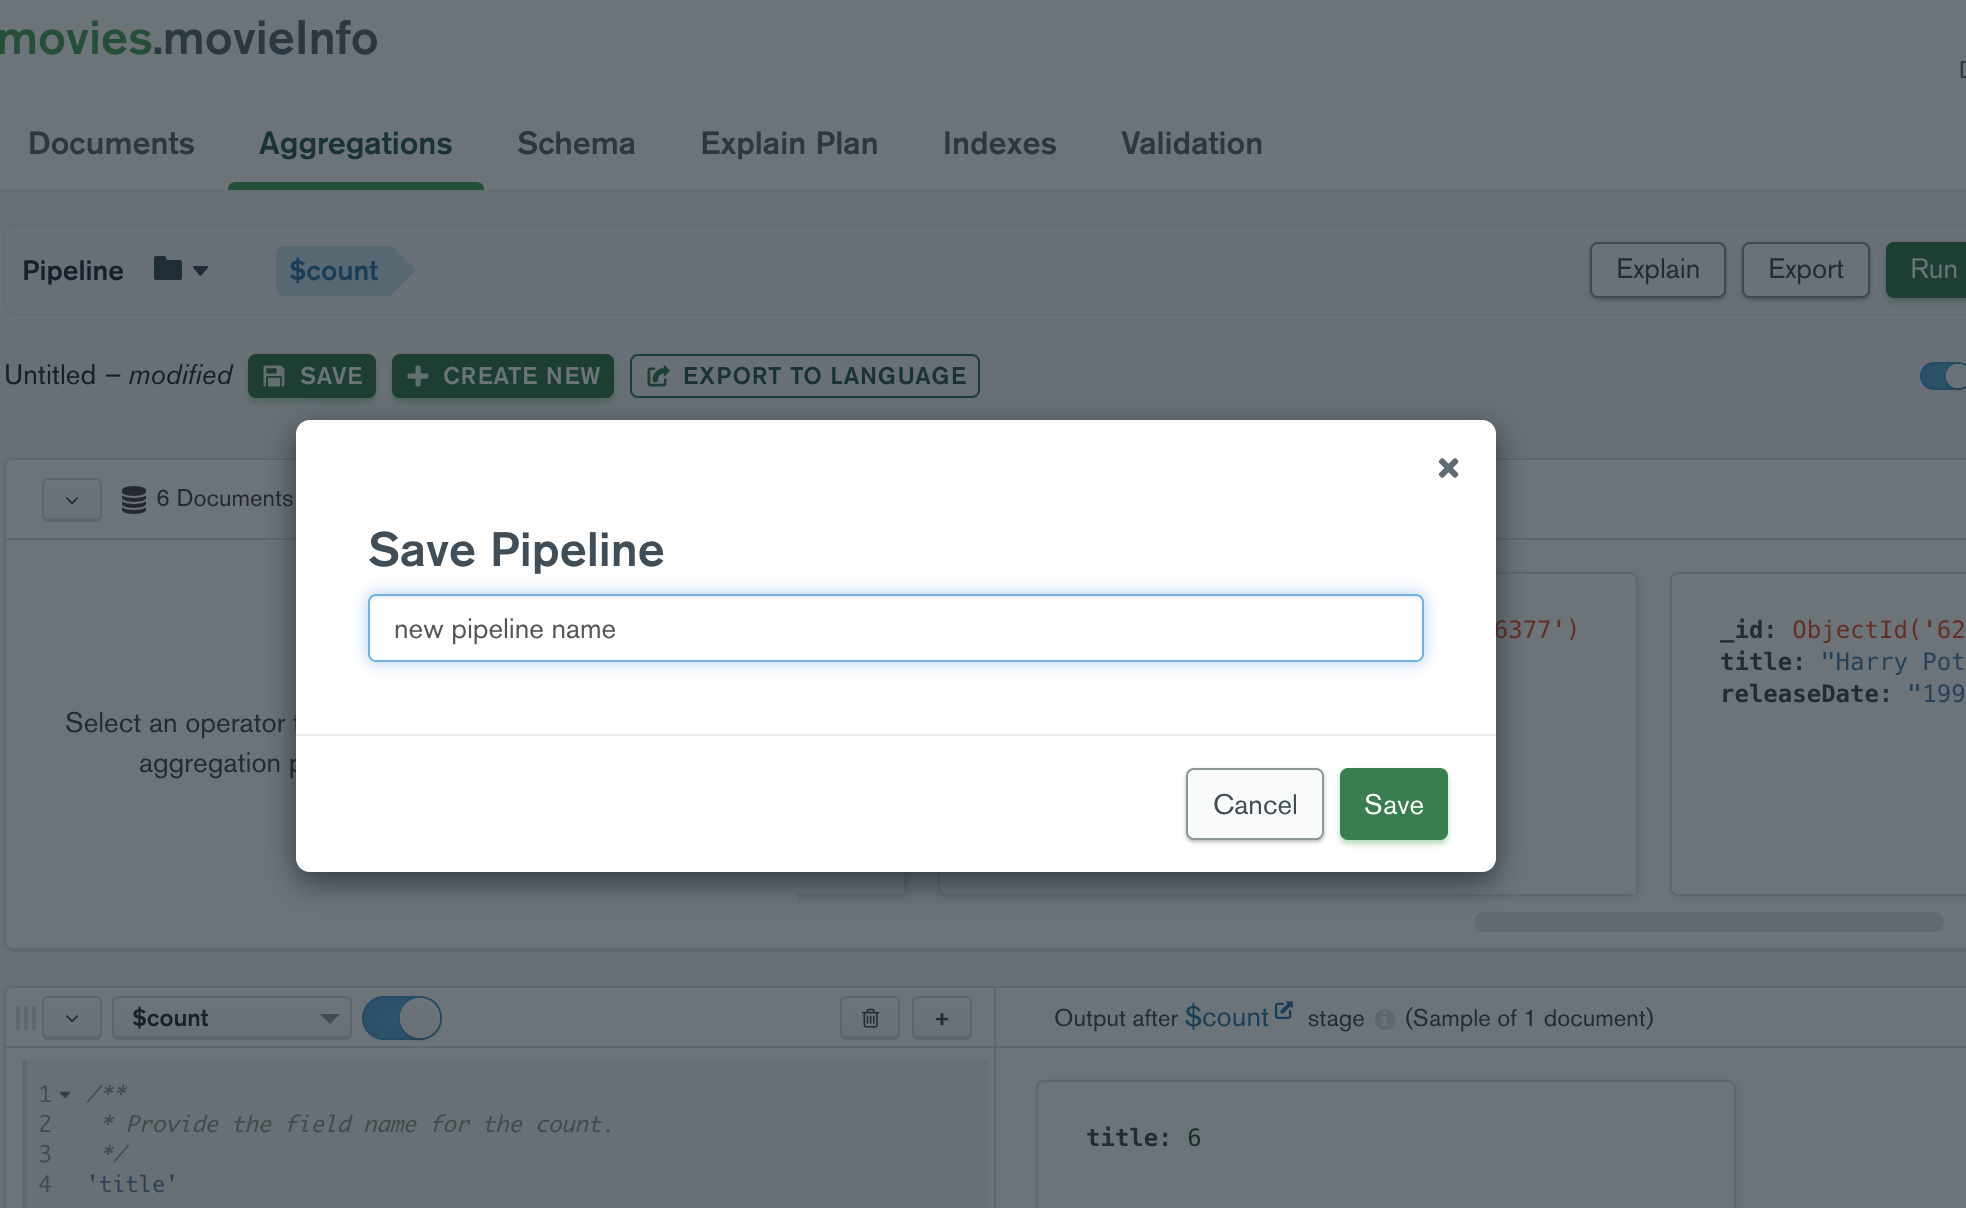 movies.movieInfo
Documents Aggregations Schema Explain Plan Indexes Validation
Pipeline $count Explain Export Run
Untitled – modified SAVE CREATE NEW EXPORT TO LANGUAGE
6 Documents
Save Pipeline
new pipeline name
Cancel Save
Select an operator
aggregation
6377')
_id: ObjectId('62
title: "Harry Pot
releaseDate: "199
$count
Output after $count stage (Sample of 1 document)
1 /**
2 * Provide the field name for the count.
3 */
4 'title'
title: 6